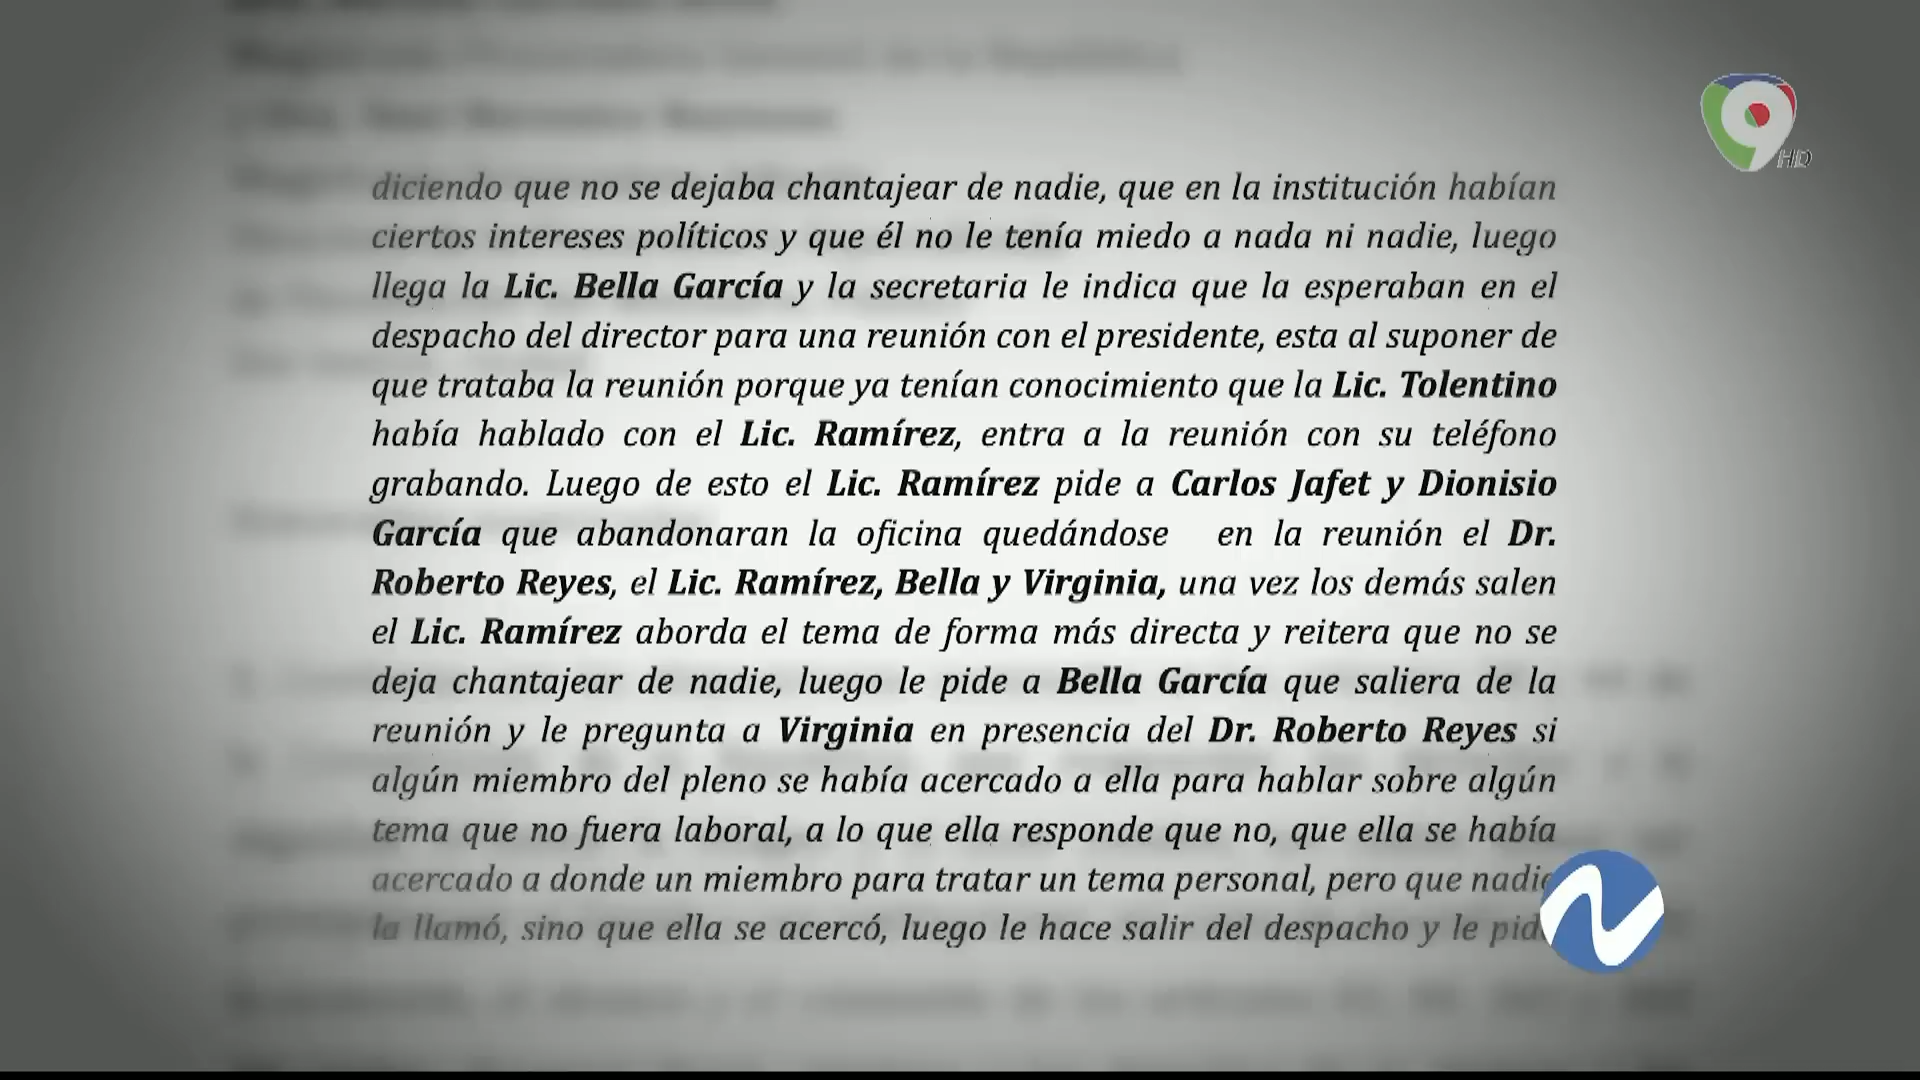 diciendo que no se dejaba chantajear de nadie, que en la institución habían
ciertos intereses políticos y que él no le tenía miedo a nada ni nadie, luego
llega la Lic. Bella García y la secretaria le indica que la esperaban en el
despacho del director para una reunión con el presidente, esta al suponer de
que trataba la reunión porque ya tenían conocimiento que la Lic. Tolentino
había hablado con el Lic. Ramírez, entra a la reunión con su teléfono
grabando. Luego de esto el Lic. Ramírez pide a Carlos Jafet y Dionisio
García que abandonaran la oficina quedándose en la reunión el Dr.
Roberto Reyes, el Lic. Ramírez, Bella y Virginia, una vez los demás salen
el Lic. Ramírez aborda el tema de forma más directa y reitera que no se
deja chantajear de nadie, luego le pide a Bella García que saliera de la
reunión y le pregunta a Virginia en presencia del Dr. Roberto Reyes si
algún miembro del pleno se había acercado a ella para hablar sobre algún
tema que no fuera laboral, a lo que ella responde que no, que ella se había
acercado a donde un miembro para tratar un tema personal, pero que nadie
la llamó, sino que ella se acercó, luego le hace salir del despacho y le
9 HD